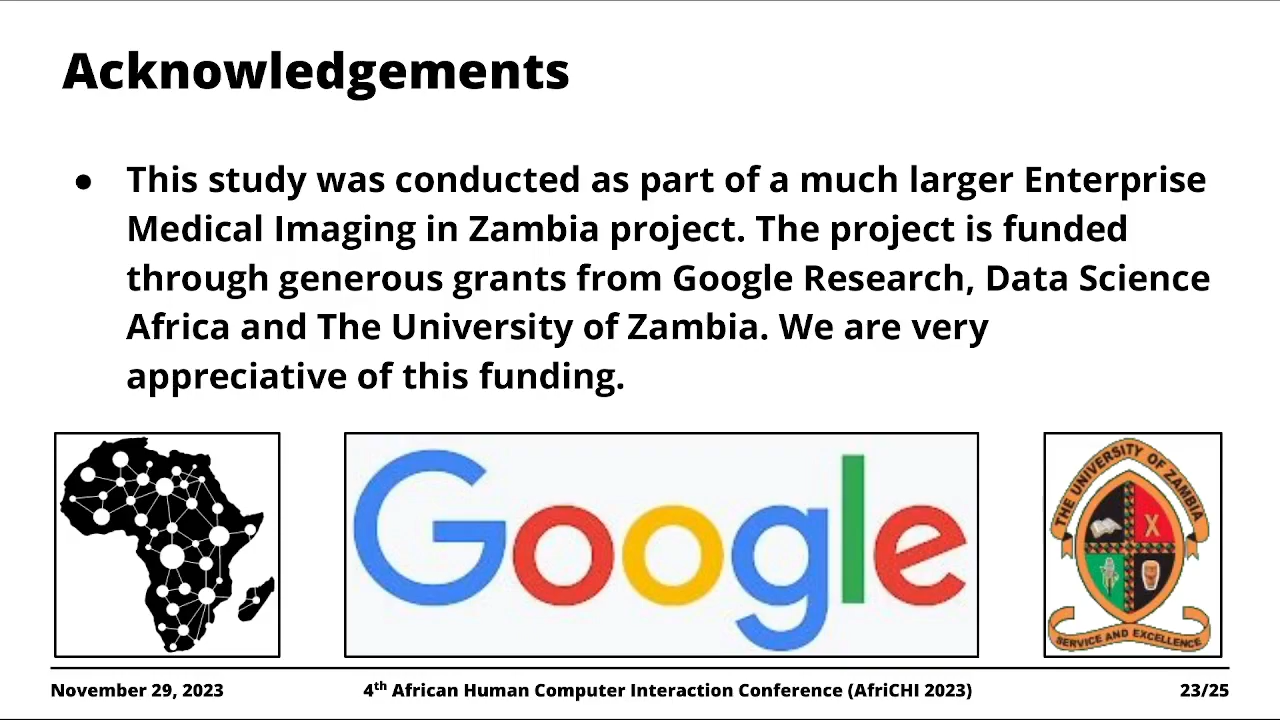 Acknowledgements
● This study was conducted as part of a much larger Enterprise
Medical Imaging in Zambia project. The project is funded
through generous grants from Google Research, Data Science
Africa and The University of Zambia. We are very
appreciative of this funding.
Google
THE UNIVERSITY OF ZAMBIA
SERVICE AND EXCELLENCE
November 29, 2023
4th African Human Computer Interaction Conference (AfriCHI 2023)
23/25